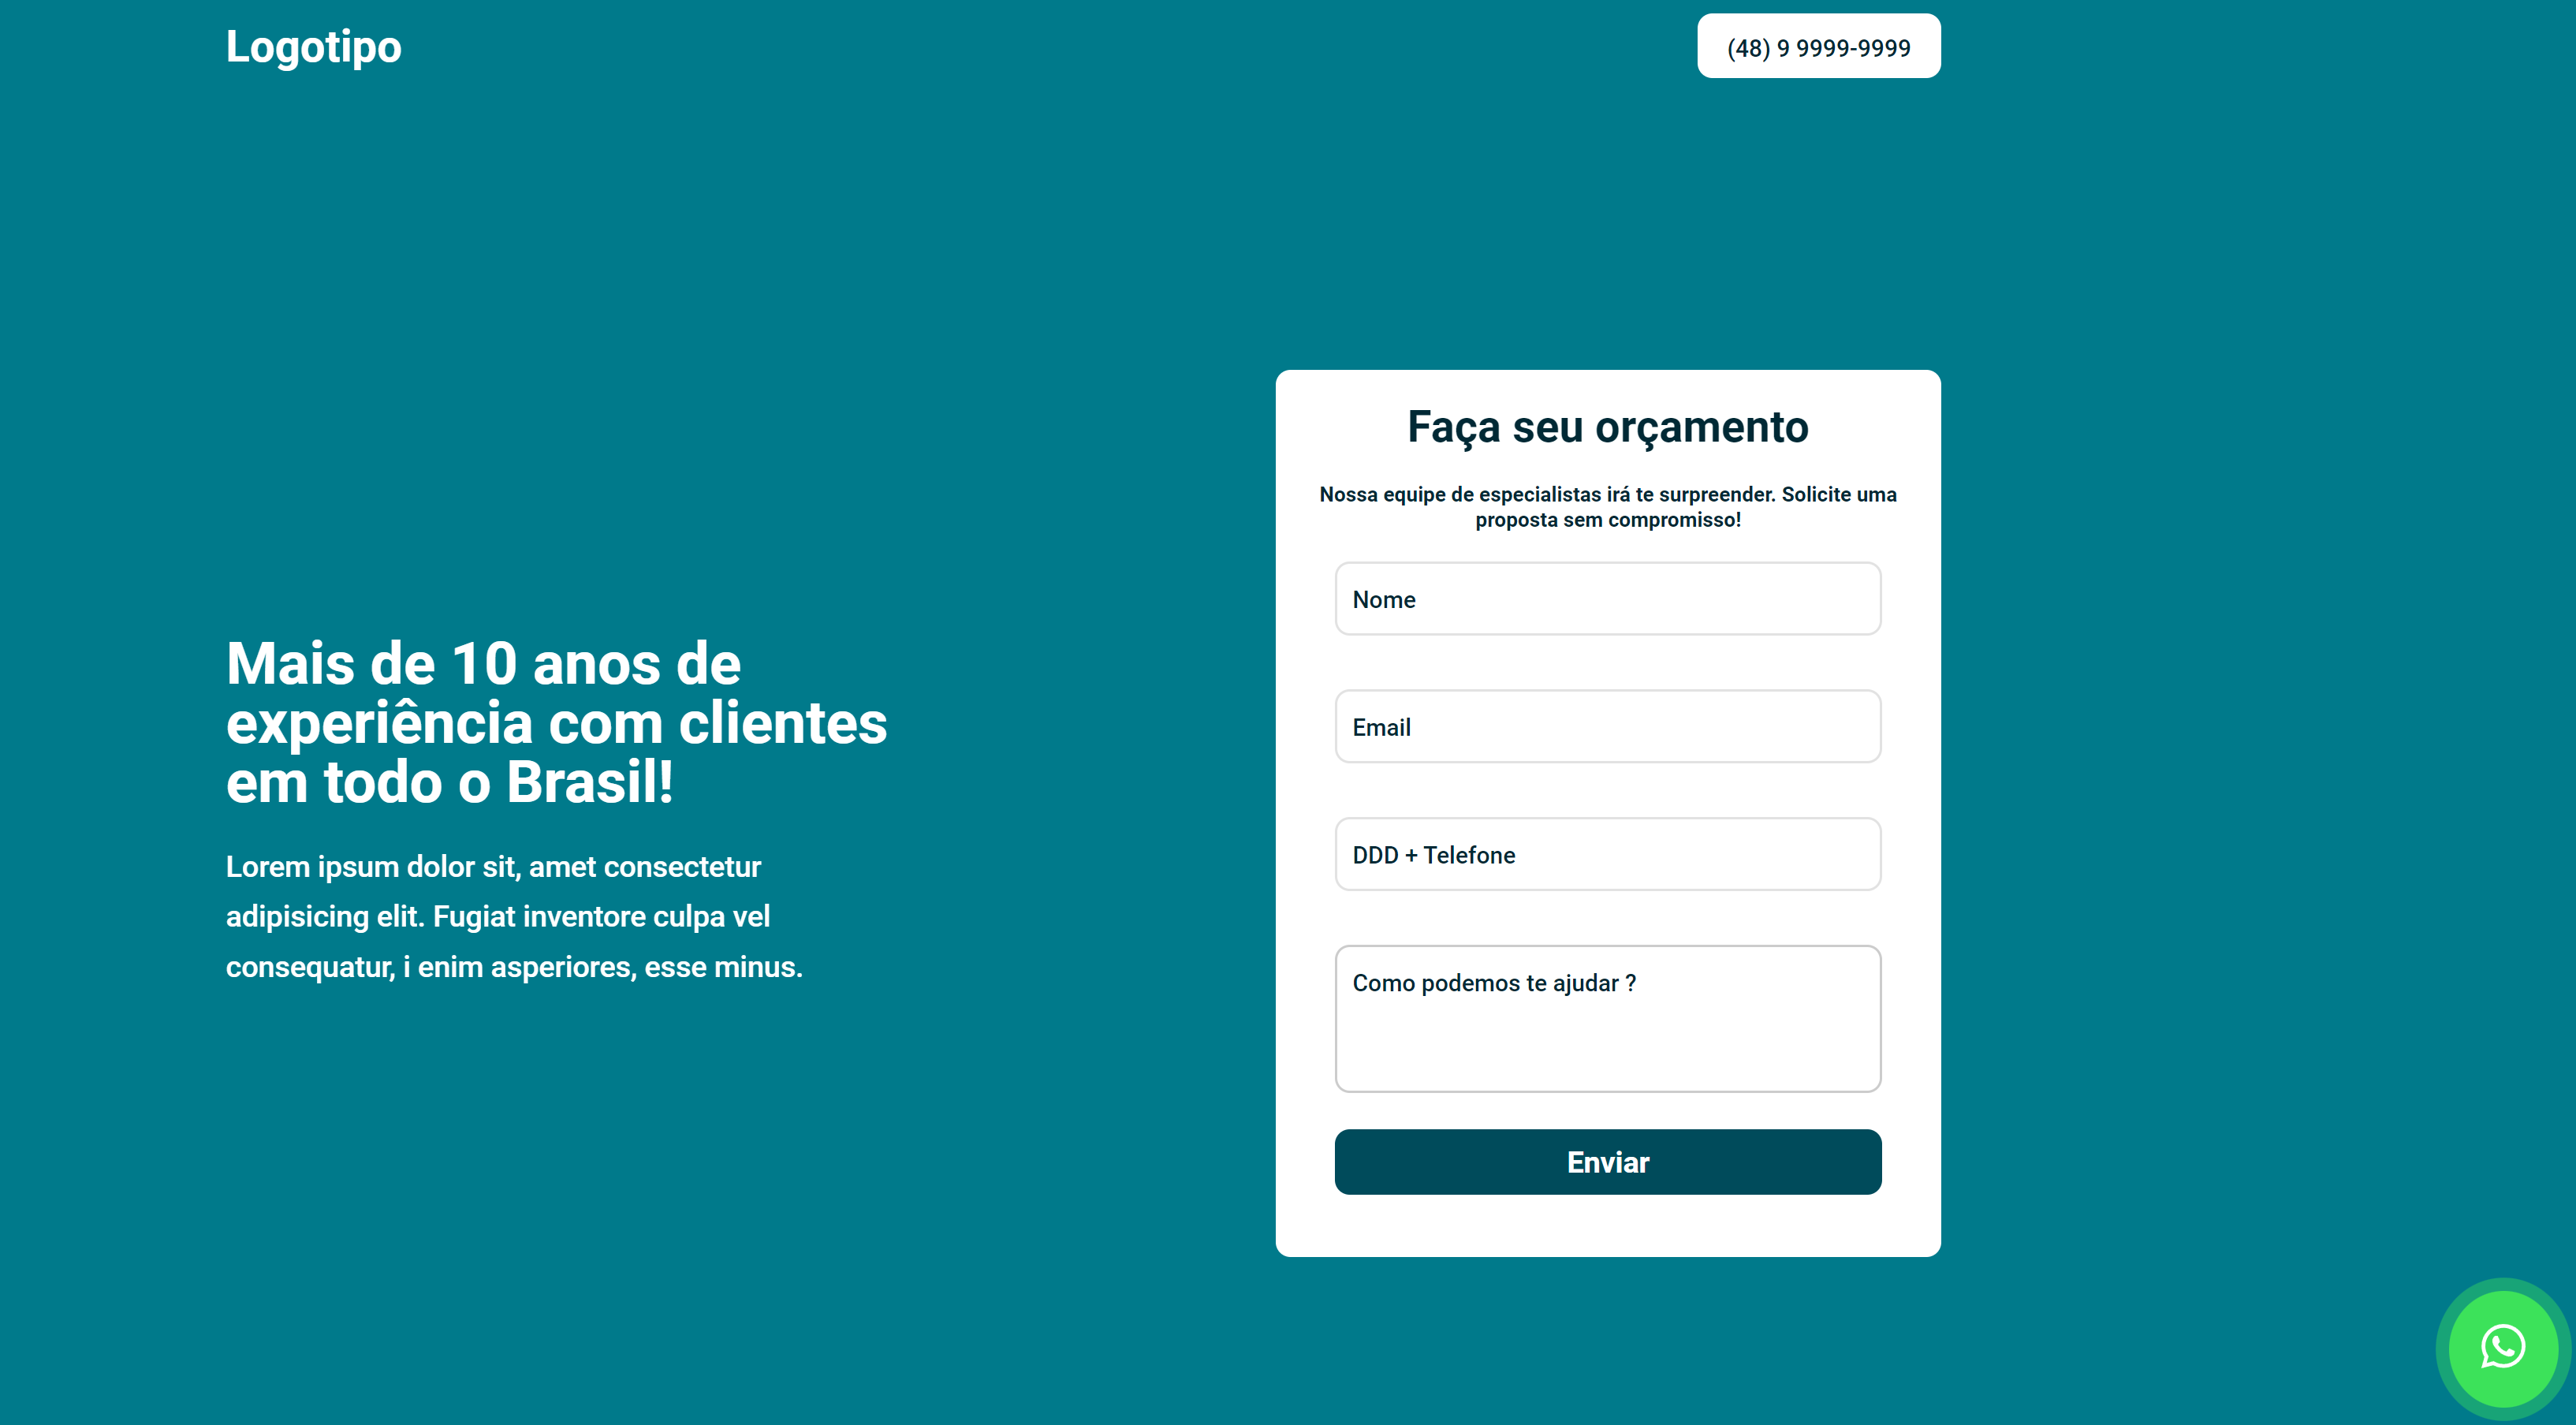 Logotipo
(48) 9 9999-9999
Mais de 10 anos de
experiência com clientes
em todo o Brasil!
Lorem ipsum dolor sit, amet consectetur
adipisicing elit. Fugiat inventore culpa vel
consequatur, i enim asperiores, esse minus.
Faça seu orçamento
Nossa equipe de especialistas irá te surpreender. Solicite uma
proposta sem compromisso!
Nome
Email
DDD + Telefone
Como podemos te ajudar ?
Enviar